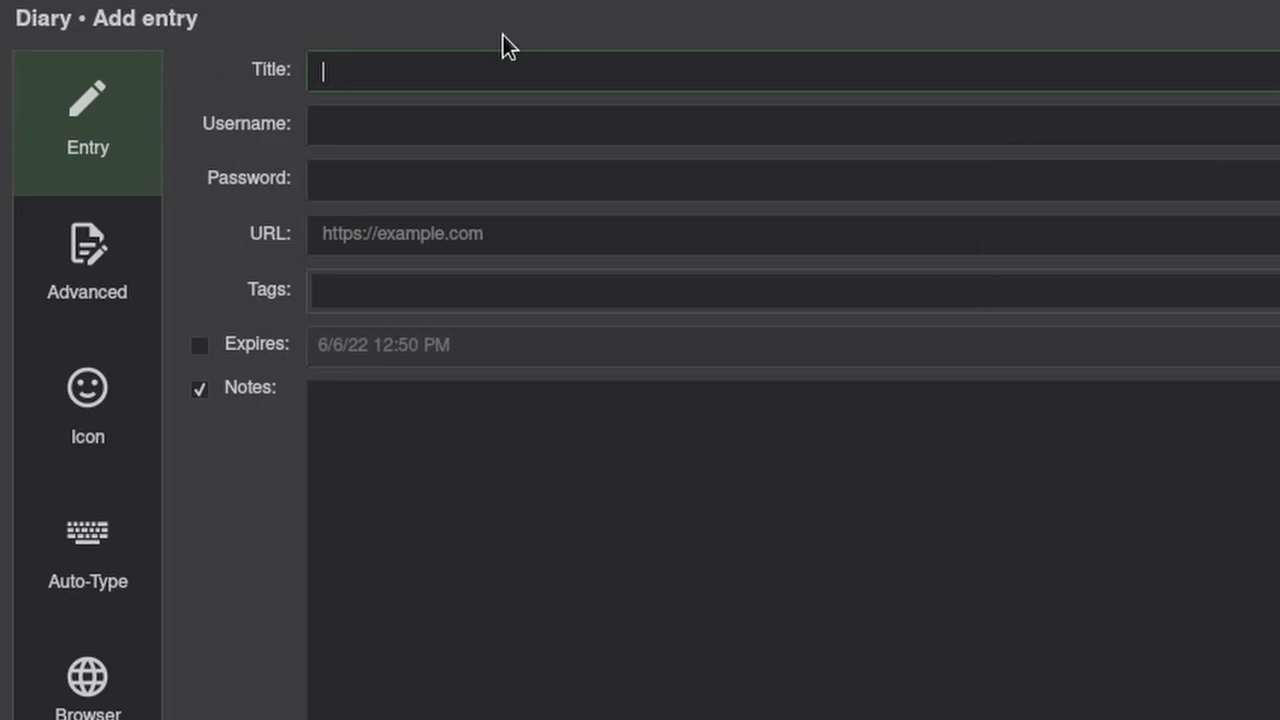 Diary • Add entry
Entry
Advanced
Icon
Auto-Type
Browser
Title:
Username:
Password:
URL: https://example.com
Tags:
Expires: 6/6/22 12:50 PM
Notes: